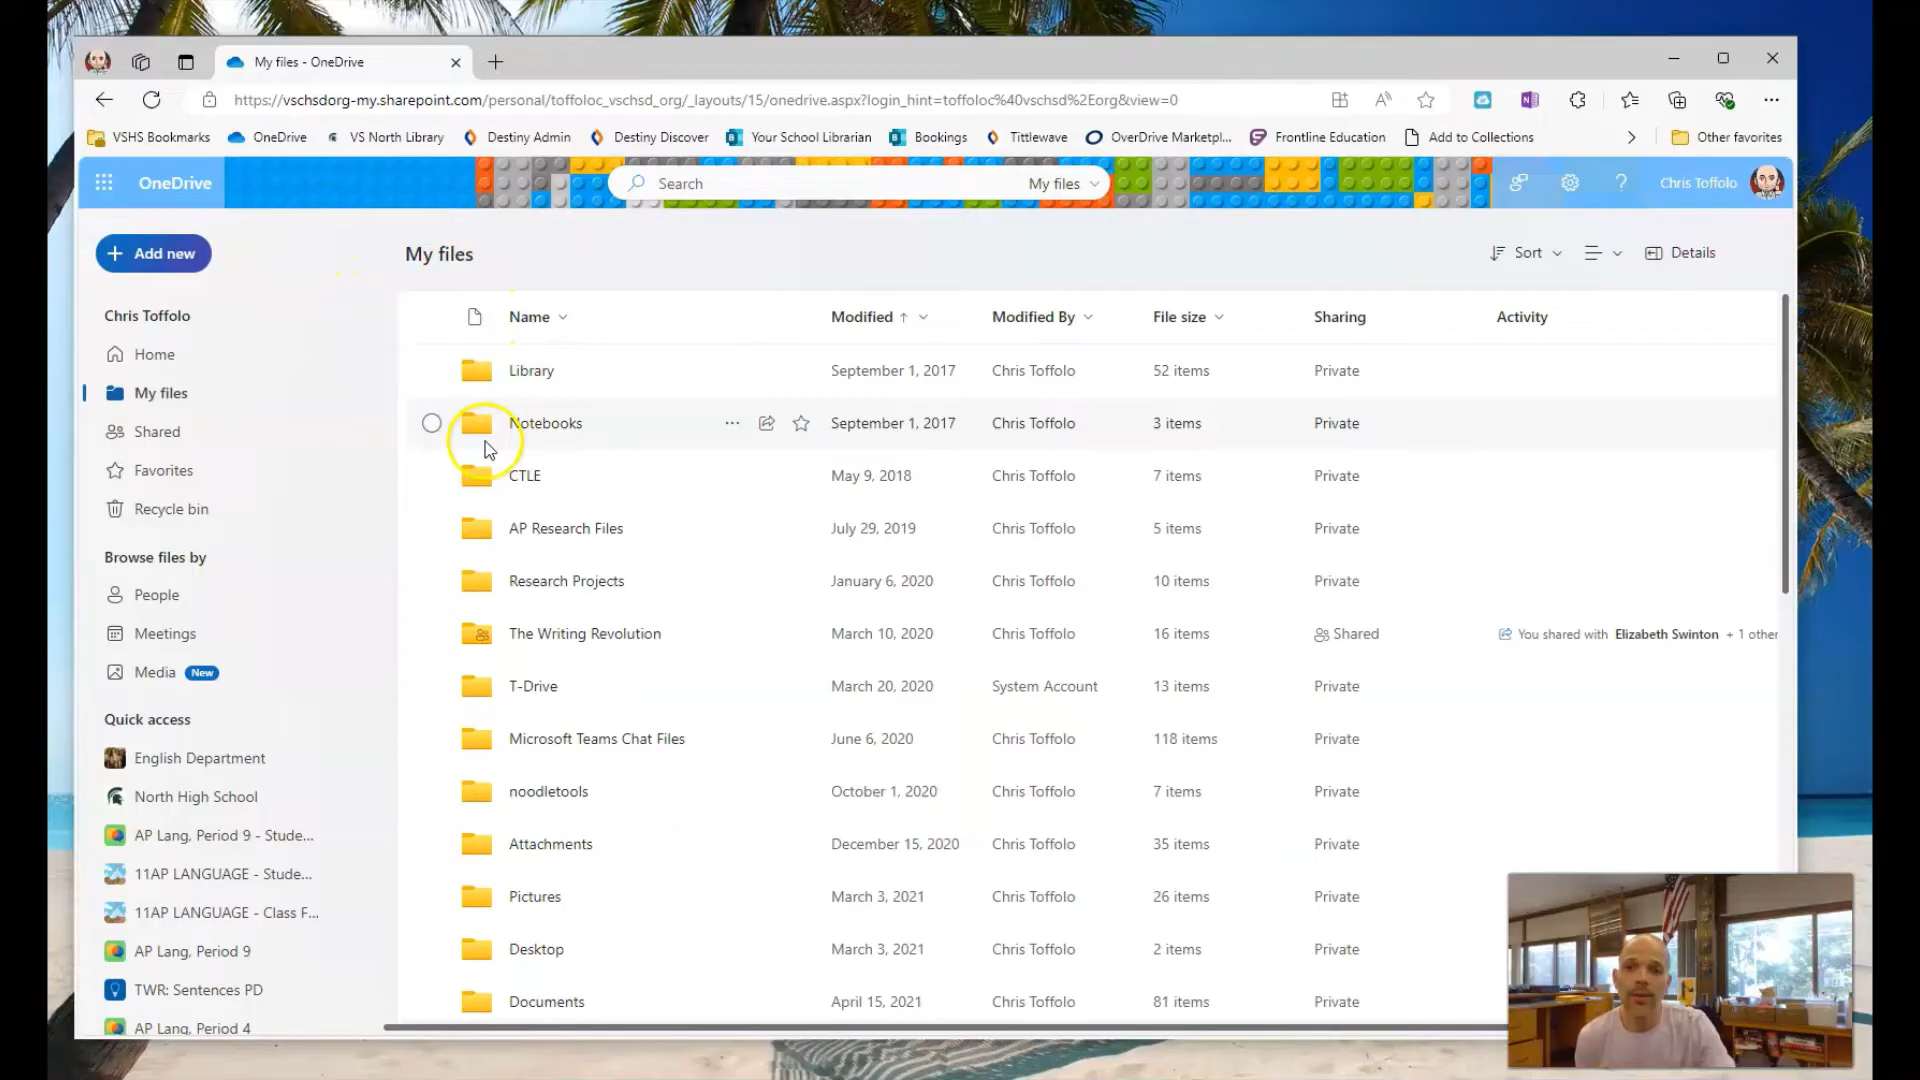 My files - OneDrive
https://vschsdorg-my.sharepoint.com/personal/toffoloc_vschsd_org/_layouts/15/onedrive.aspx?login_hint=toffoloc%40vschsd%2Eorg&view=0
VSHS Bookmarks OneDrive VS North Library Destiny Admin Destiny Discover Your School Librarian Bookings Tittlewave OverDrive Marketpl... Frontline Education Add to Collections Other favorites
OneDrive Search My files Chris Toffolo
Add new
My files
Sort Details
Chris Toffolo
Home
My files
Shared
Favorites
Recycle bin
Browse files by
People
Meetings
Media New
Quick access
English Department
North High School
AP Lang, Period 9 - Stude...
11AP LANGUAGE - Stude...
11AP LANGUAGE - Class F...
AP Lang, Period 9
TWR: Sentences PD
AP Lang, Period 4
Name Modified Modified By File size Sharing Activity
Library September 1, 2017 Chris Toffolo 52 items Private
Notebooks September 1, 2017 Chris Toffolo 3 items Private
CTLE May 9, 2018 Chris Toffolo 7 items Private
AP Research Files July 29, 2019 Chris Toffolo 5 items Private
Research Projects January 6, 2020 Chris Toffolo 10 items Private
The Writing Revolution March 10, 2020 Chris Toffolo 16 items Shared You shared with Elizabeth Swinton + 1 other
T-Drive March 20, 2020 System Account 13 items Private
Microsoft Teams Chat Files June 6, 2020 Chris Toffolo 118 items Private
noodletools October 1, 2020 Chris Toffolo 7 items Private
Attachments December 15, 2020 Chris Toffolo 35 items Private
Pictures March 3, 2021 Chris Toffolo 26 items Private
Desktop March 3, 2021 Chris Toffolo 2 items Private
Documents April 15, 2021 Chris Toffolo 81 items Private